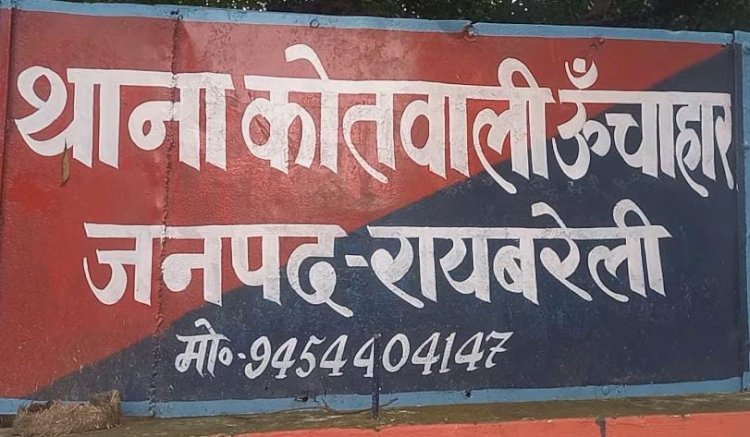 थाना कोतवाली ऊँचाहार
जनपद-रायबरेली
मो०-9454404147